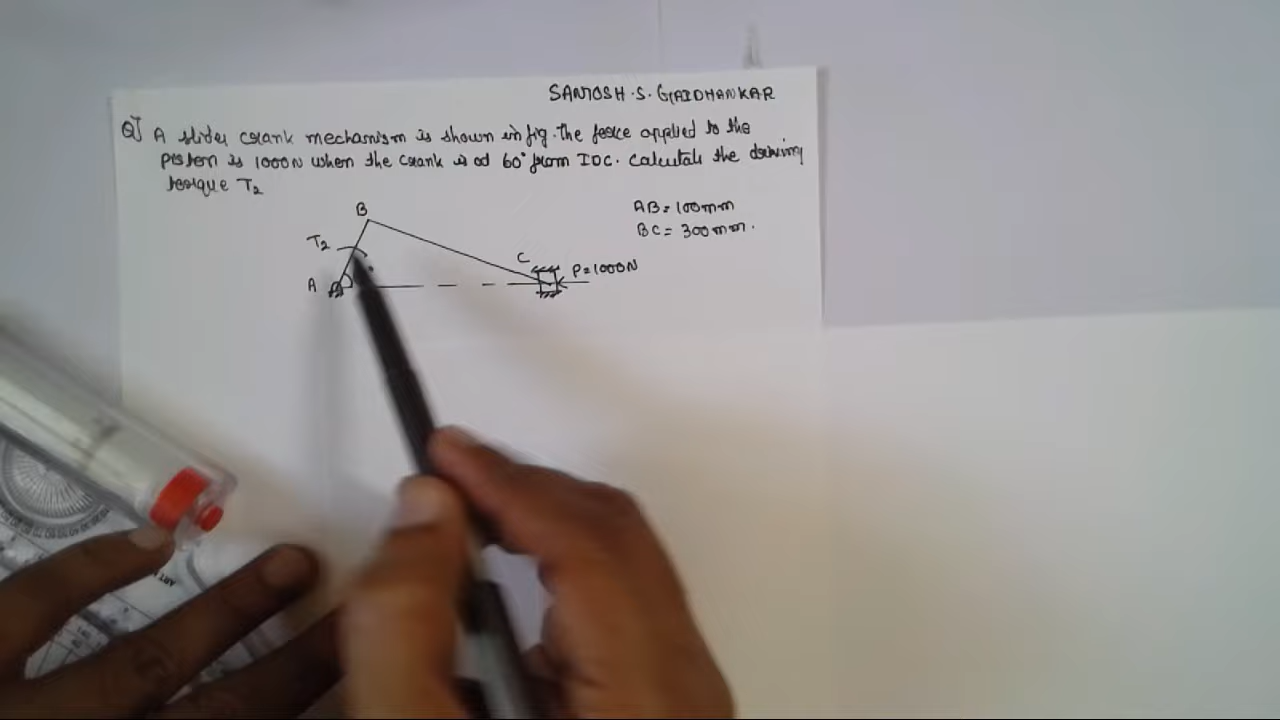 SANTOSH.S.GAIDHANKAR
Q] A slider crank mechanism is shown in fig. the force applied to the
piston is 1000N when the crank is at 60° from IDC. Calculate the driving
torque T2
B
AB = 100mm
BC = 300mm.
T2
C
P=1000N
A